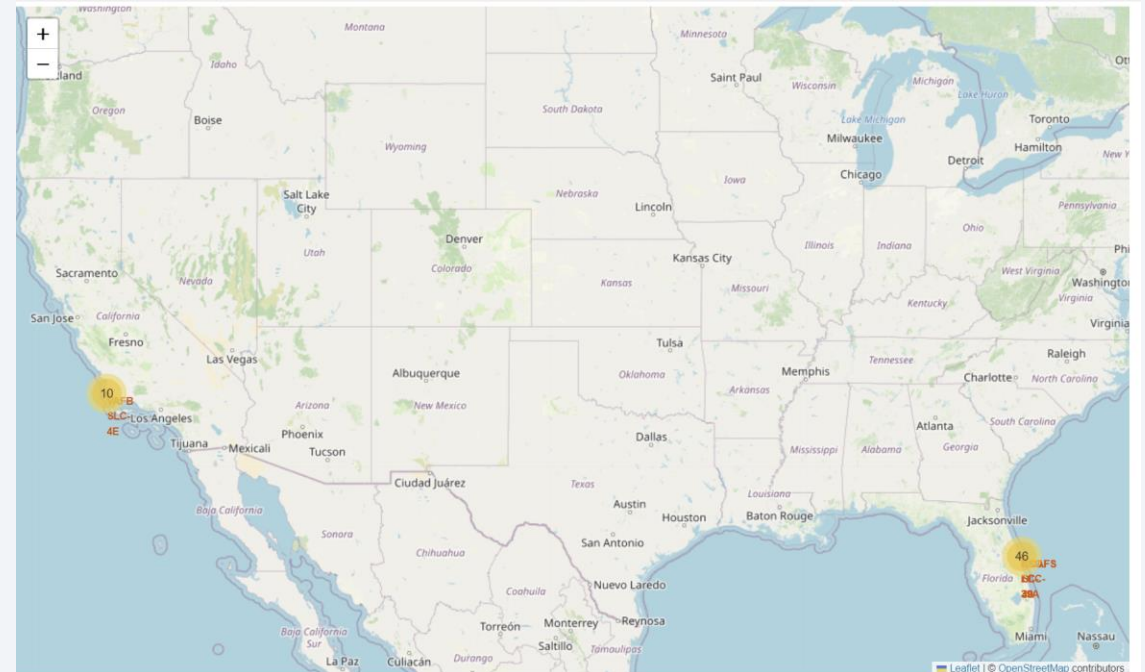 Washington
+
Montana
Minnesota
−
land
Idaho
Saint Paul
Wisconsin
Michigan
Lake Huron
Oregon
Boise
South Dakota
Lake Michigan
Toronto
Wyoming
Milwaukee
Hamilton
Detroit
New Y
Chicago
Salt Lake
City
Nebraska
Iowa
Lincoln
Pennsylvania
Denver
Ohio
Utah
Illinois
Indiana
Phi
Sacramento
Colorado
Kansas City
West Virginia
Nevada
Kansas
Missouri
Washington
Virginia
San Jose
California
Kentucky
Fresno
Virginia
Tulsa
Las Vegas
Raleigh
Albuquerque
Oklahoma
Memphis
Tennessee
Charlotte
North Carolina
10
AFB
Arkansas
Arizona
New Mexico
SLC-
Los Angeles
South Carolina
4E
Phoenix
Dallas
Atlanta
Tijuana
Mexicali
Tucson
Mississippi
Alabama
Georgia
Ciudad Juárez
Texas
Louisiana
Austin
Baja California
Houston
Baton Rouge
Jacksonville
Sonora
San Antonio
Chihuahua
46
AFS
Florida
Nuevo Laredo
Coahuila
Torreón
Monterrey
Reynosa
Baja California
Sur
Saltillo
Tamaulipas
Miami
Nassau
La Paz
Culiacán
Durango
Leaflet | © OpenStreetMap contributors